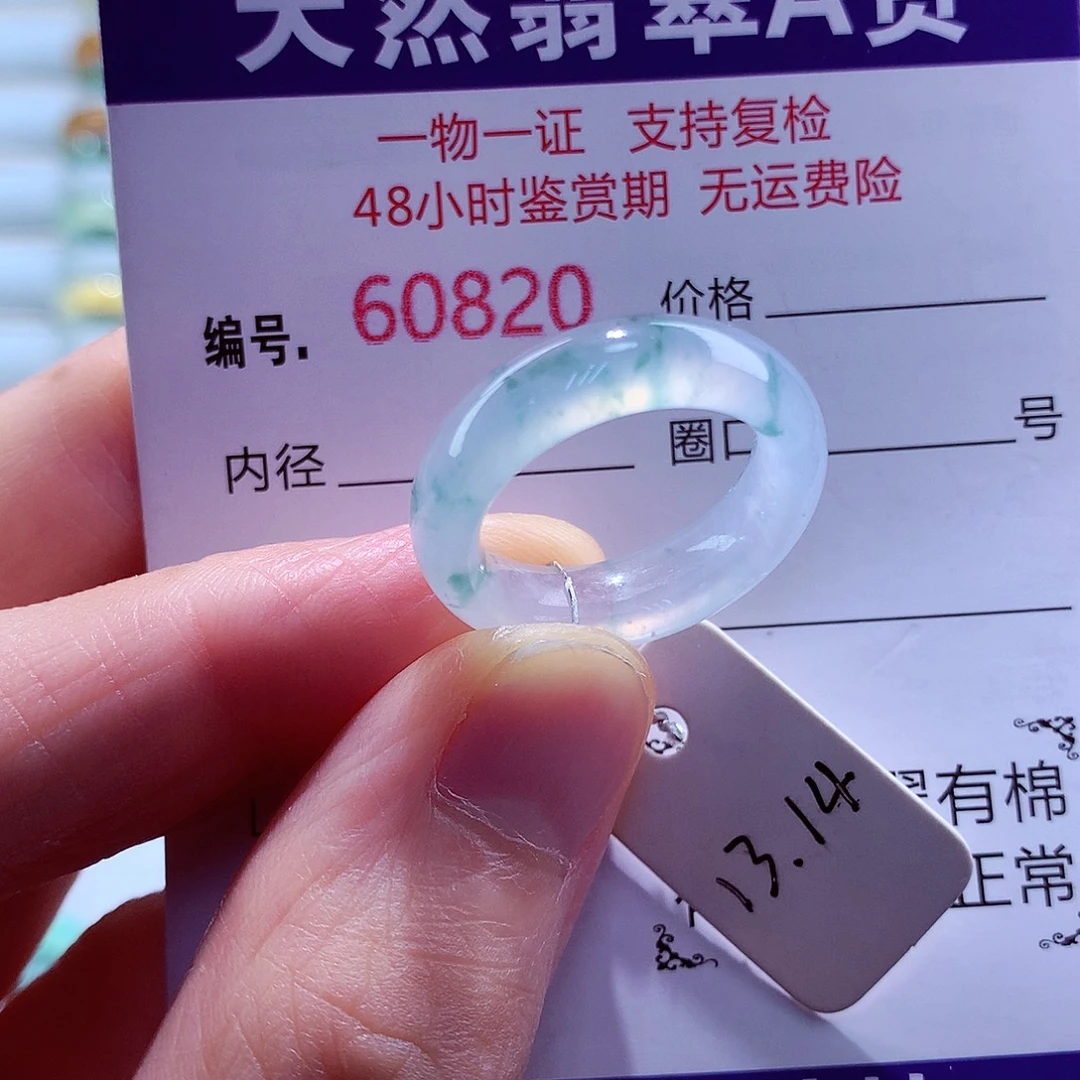 天然翡翠A货
一物一证 支持复检
48小时鉴赏期 无运费险
编号. 60820 价格
内径 圈口 号
13.14
有棉
正常